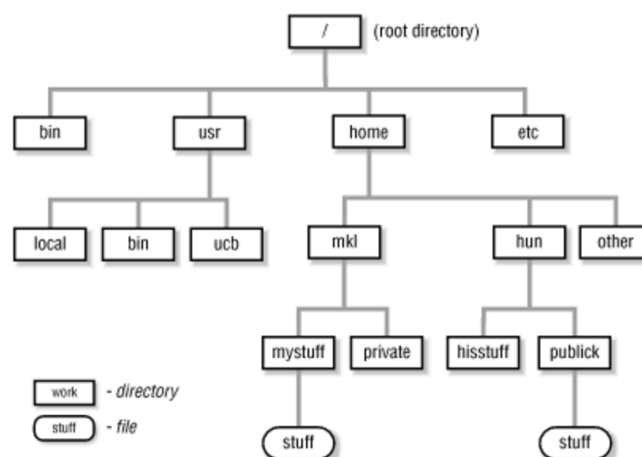 / (root directory)
bin usr home etc
local bin ucb mkl hun other
mystuff private hisstuff publick
work - directory
stuff - file
stuff stuff